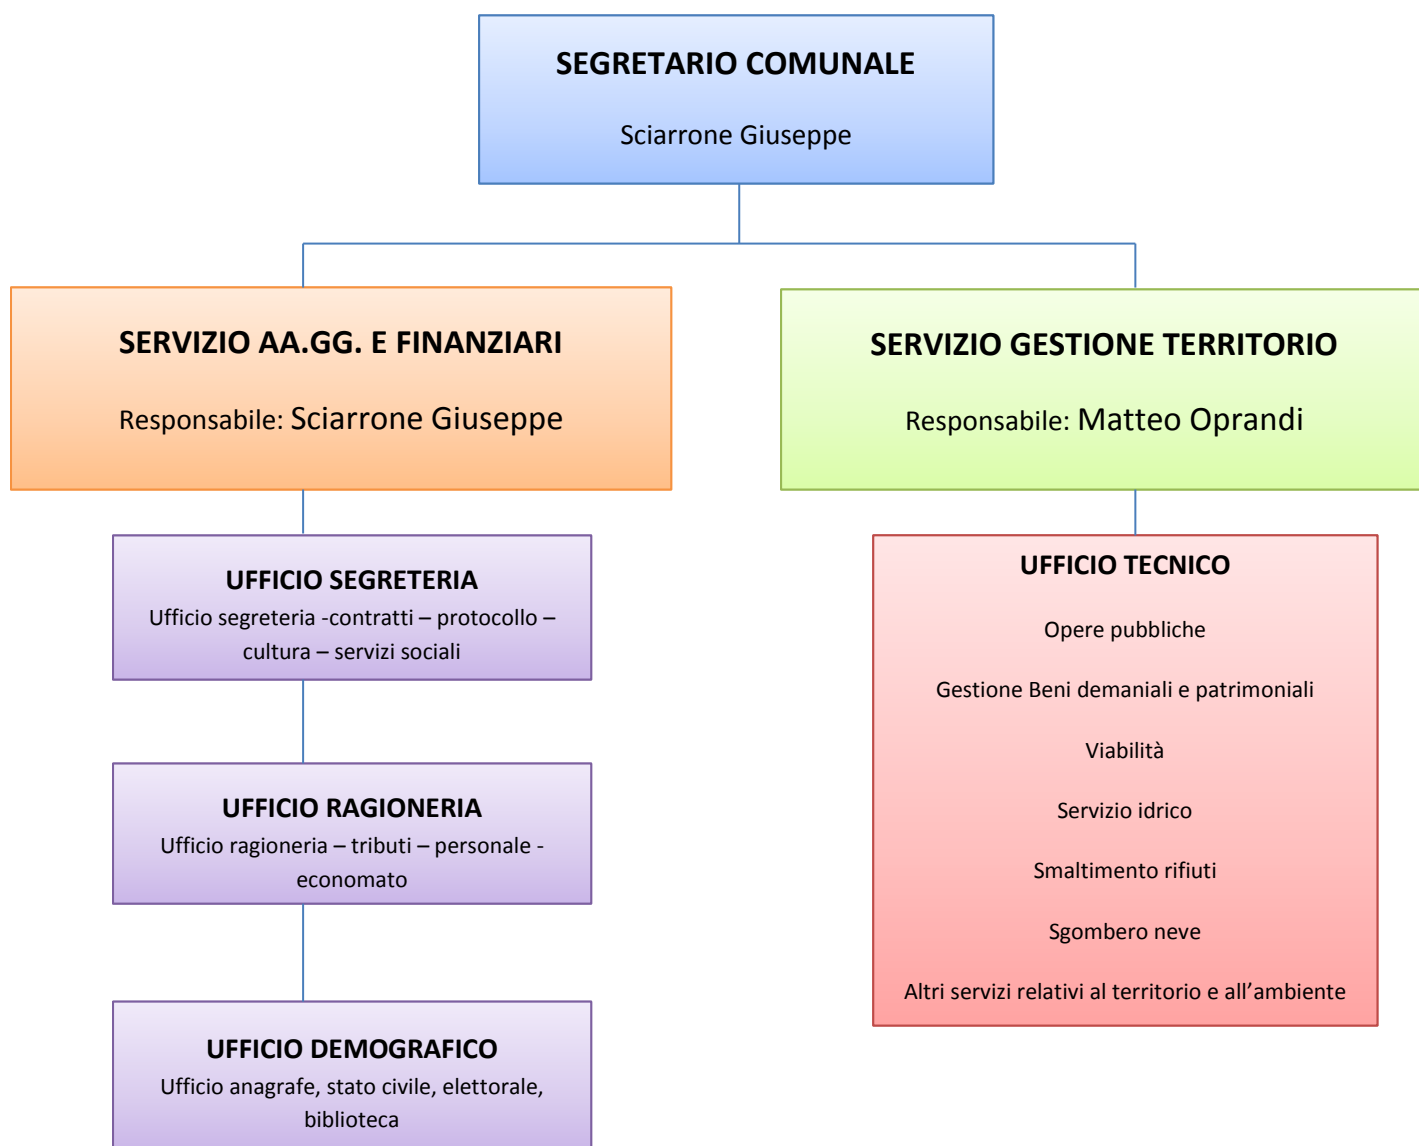 SEGRETARIO COMUNALE
Sciarrone Giuseppe
SERVIZIO AA.GG. E FINANZIARI
Responsabile: Sciarrone Giuseppe
SERVIZIO GESTIONE TERRITORIO
Responsabile: Matteo Oprandi
UFFICIO SEGRETERIA
Ufficio segreteria -contratti – protocollo –
cultura – servizi sociali
UFFICIO RAGIONERIA
Ufficio ragioneria – tributi – personale -
economato
UFFICIO DEMOGRAFICO
Ufficio anagrafe, stato civile, elettorale,
biblioteca
UFFICIO TECNICO
Opere pubbliche
Gestione Beni demaniali e patrimoniali
Viabilità
Servizio idrico
Smaltimento rifiuti
Sgombero neve
Altri servizi relativi al territorio e all’ambiente